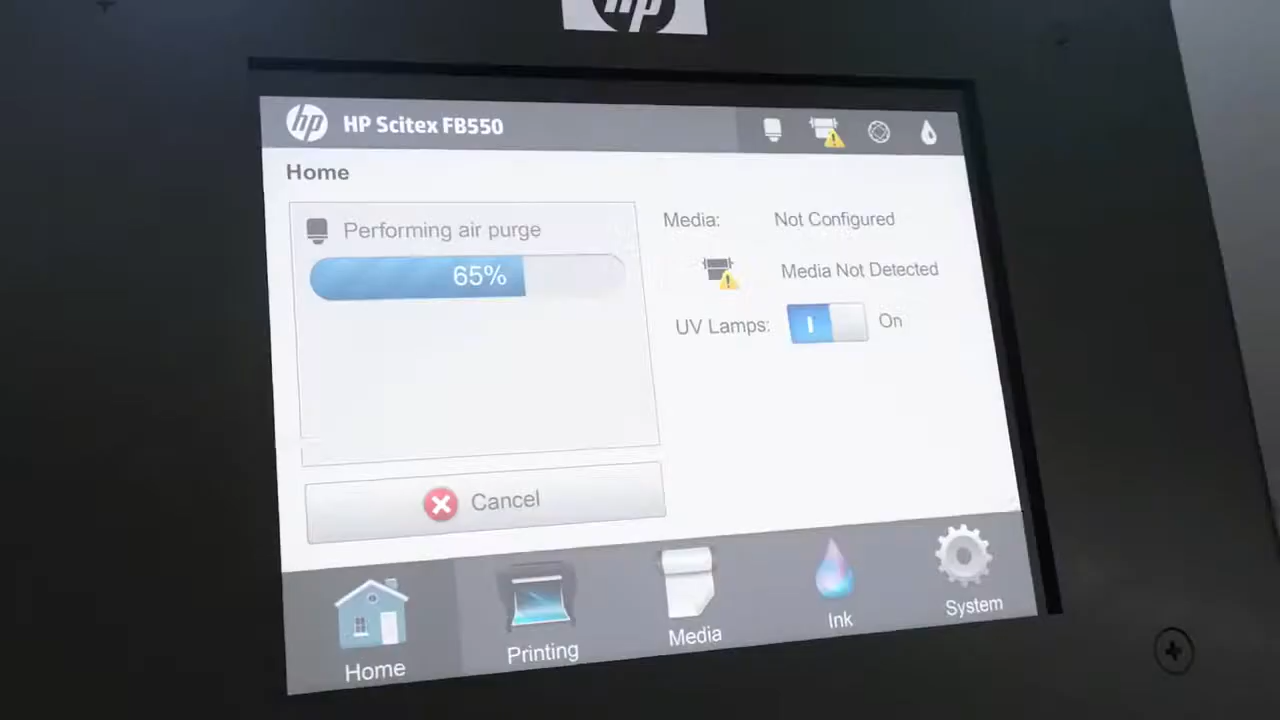 hp
hp HP Scitex FB550
Home
Performing air purge
65%
Media: Not Configured
Media Not Detected
UV Lamps: I On
Cancel
Home
Printing
Media
Ink
System